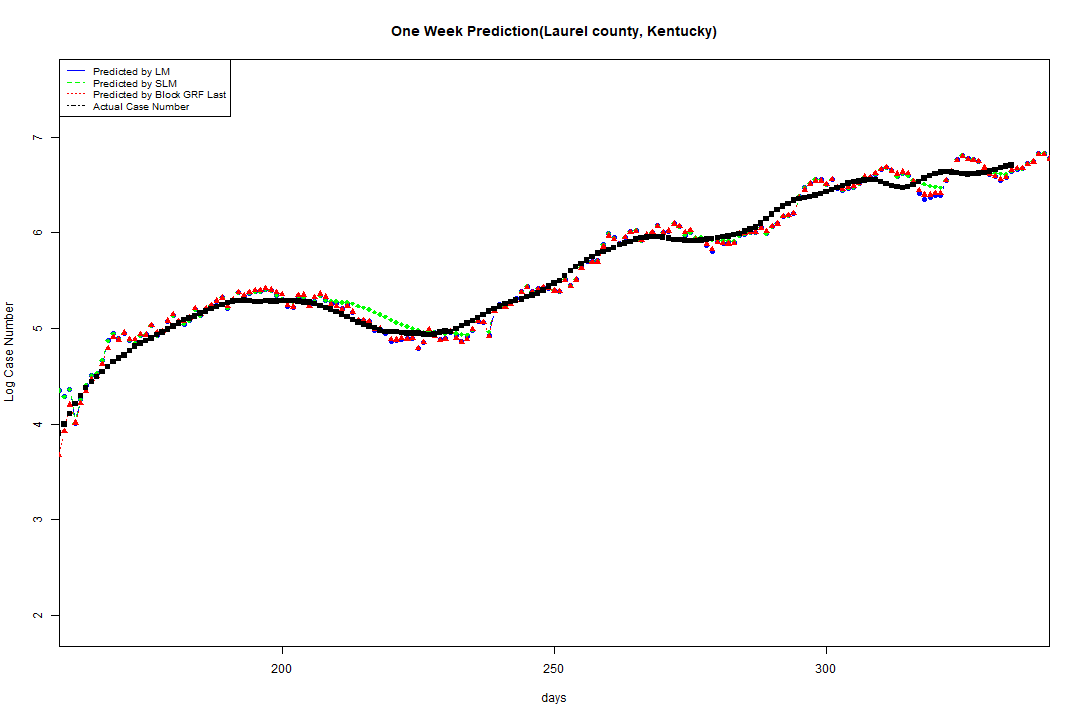 One Week Prediction(Laurel county, Kentucky)
Predicted by LM
Predicted by SLM
Predicted by Block GRF Last
Actual Case Number
7
6
5
4
3
2
Log Case Number
200
250
300
days